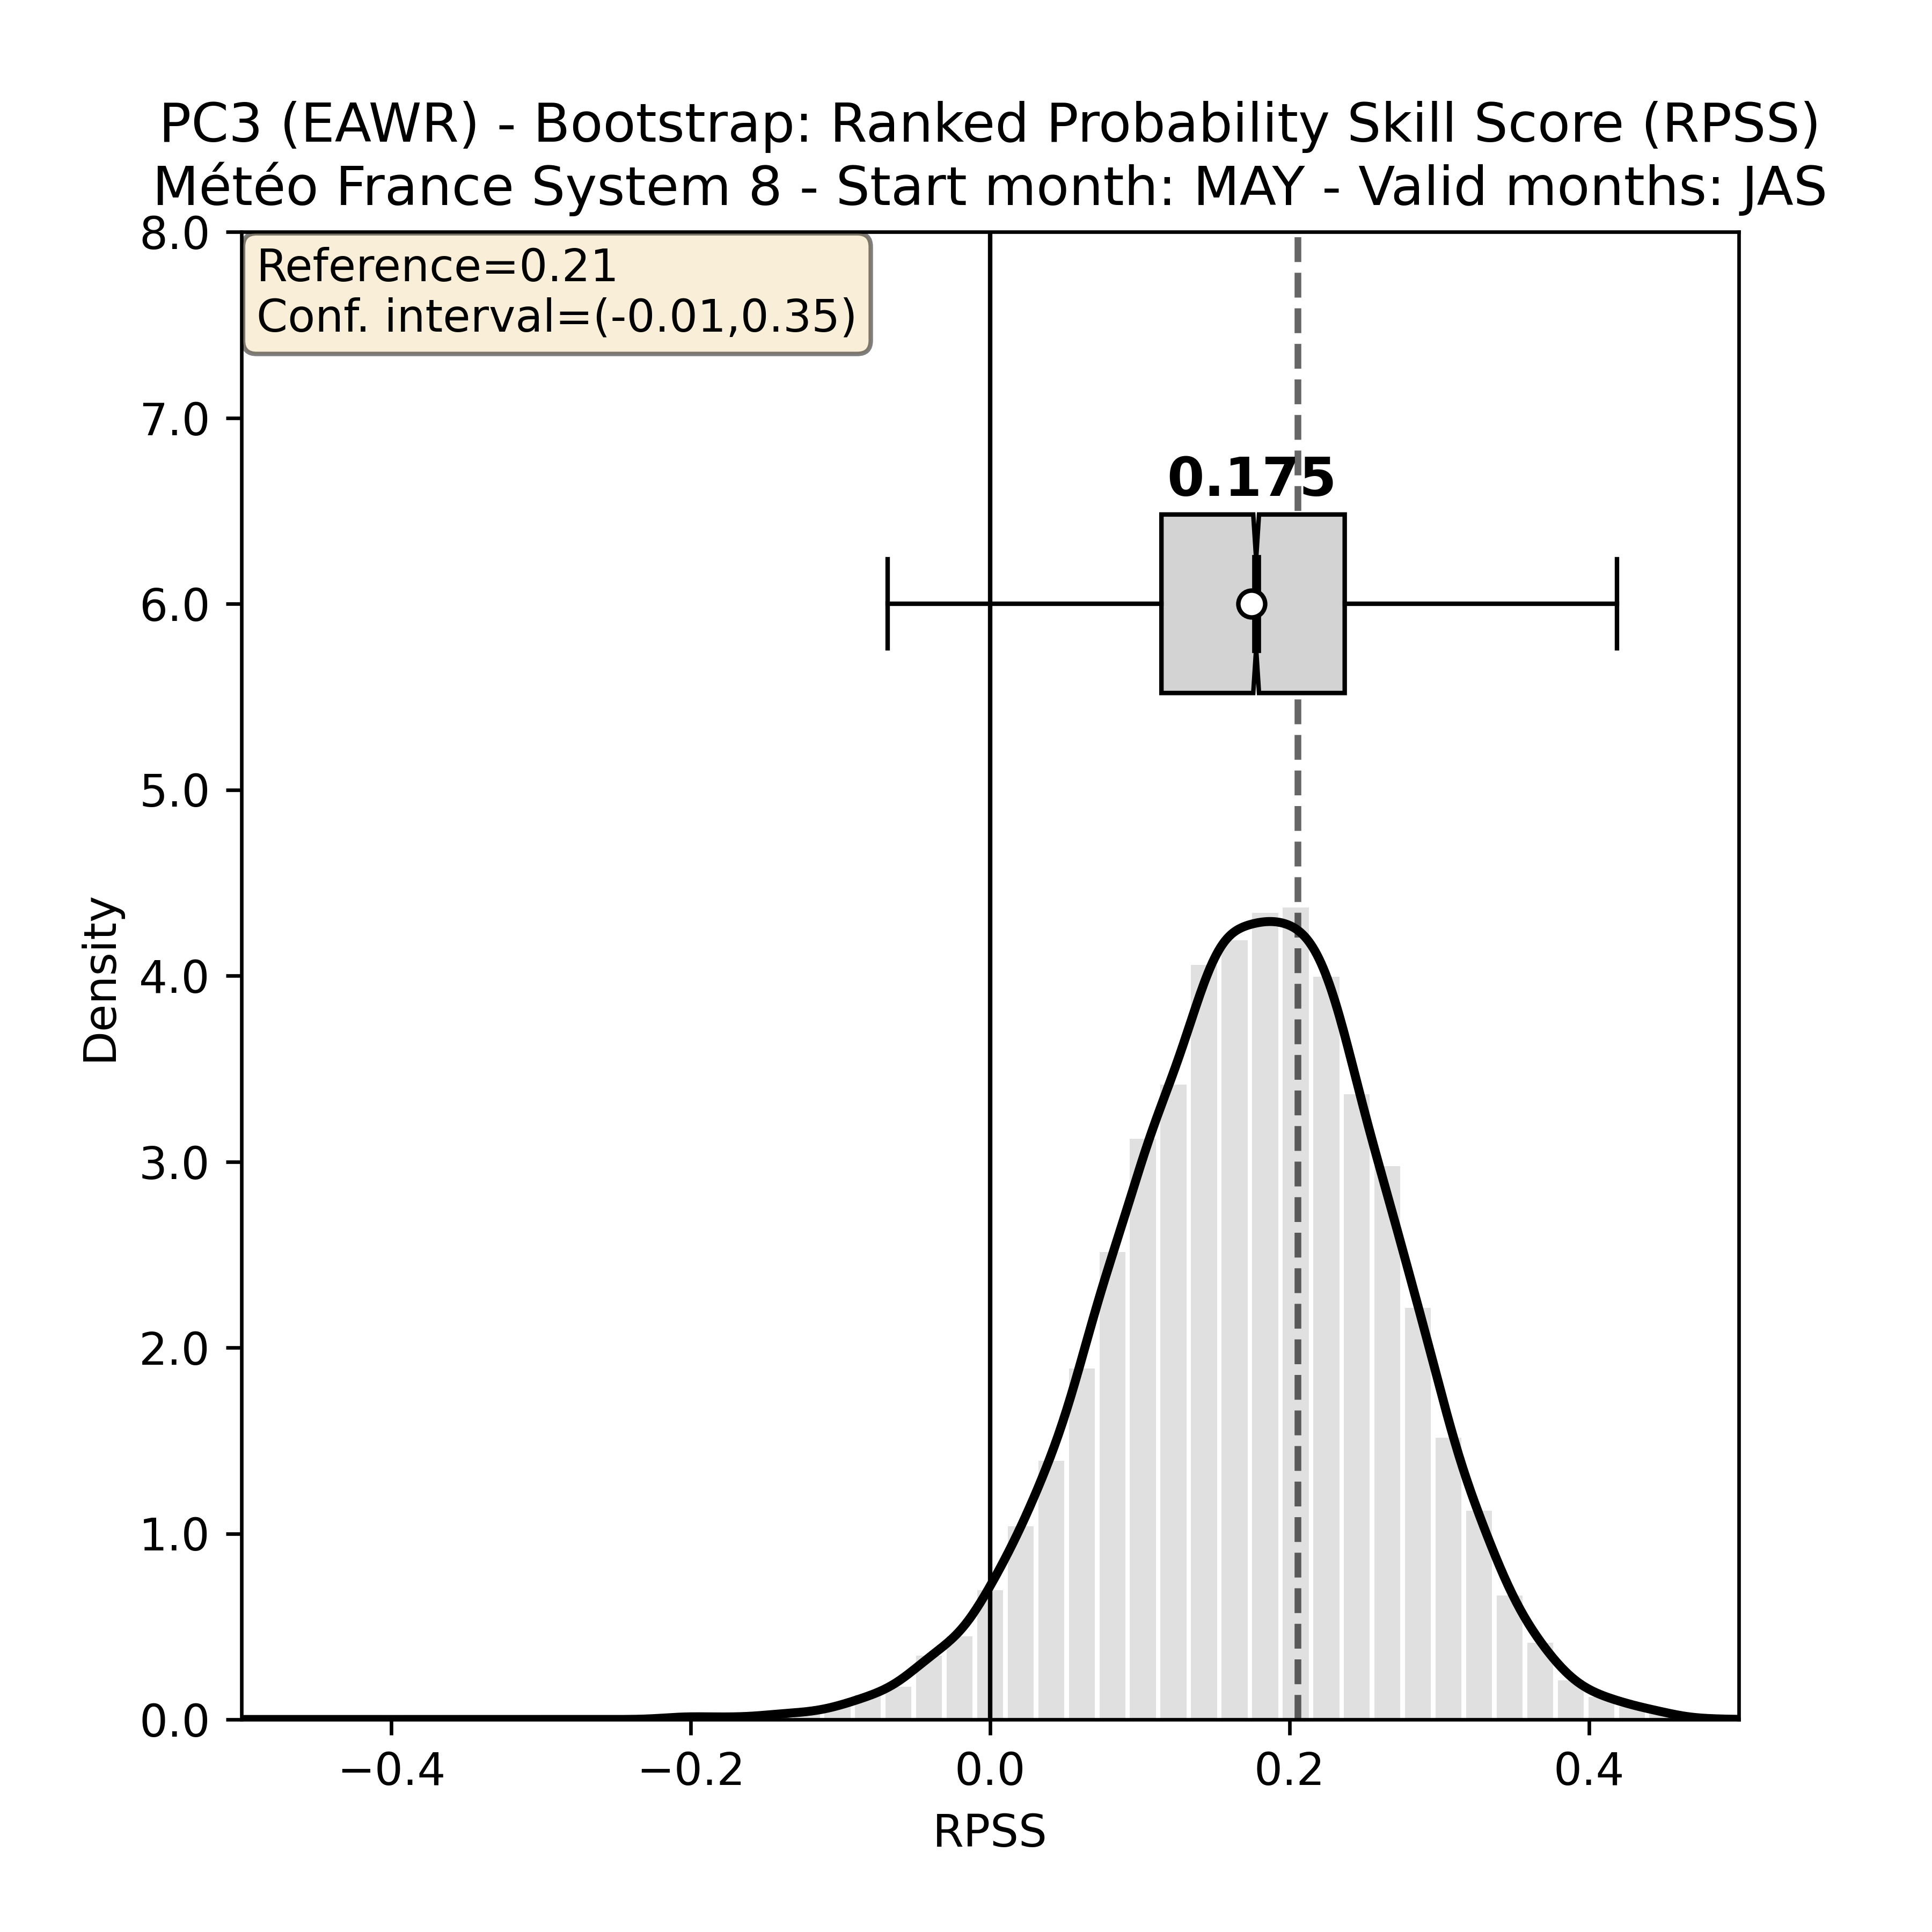 PC3 (EAWR) - Bootstrap: Ranked Probability Skill Score (RPSS)
Météo France System 8 - Start month: MAY - Valid months: JAS
Reference=0.21
Conf. interval=(-0.01,0.35)
0.175
8.0
7.0
6.0
5.0
4.0
3.0
2.0
1.0
0.0
Density
−0.4
−0.2
0.0
0.2
0.4
RPSS